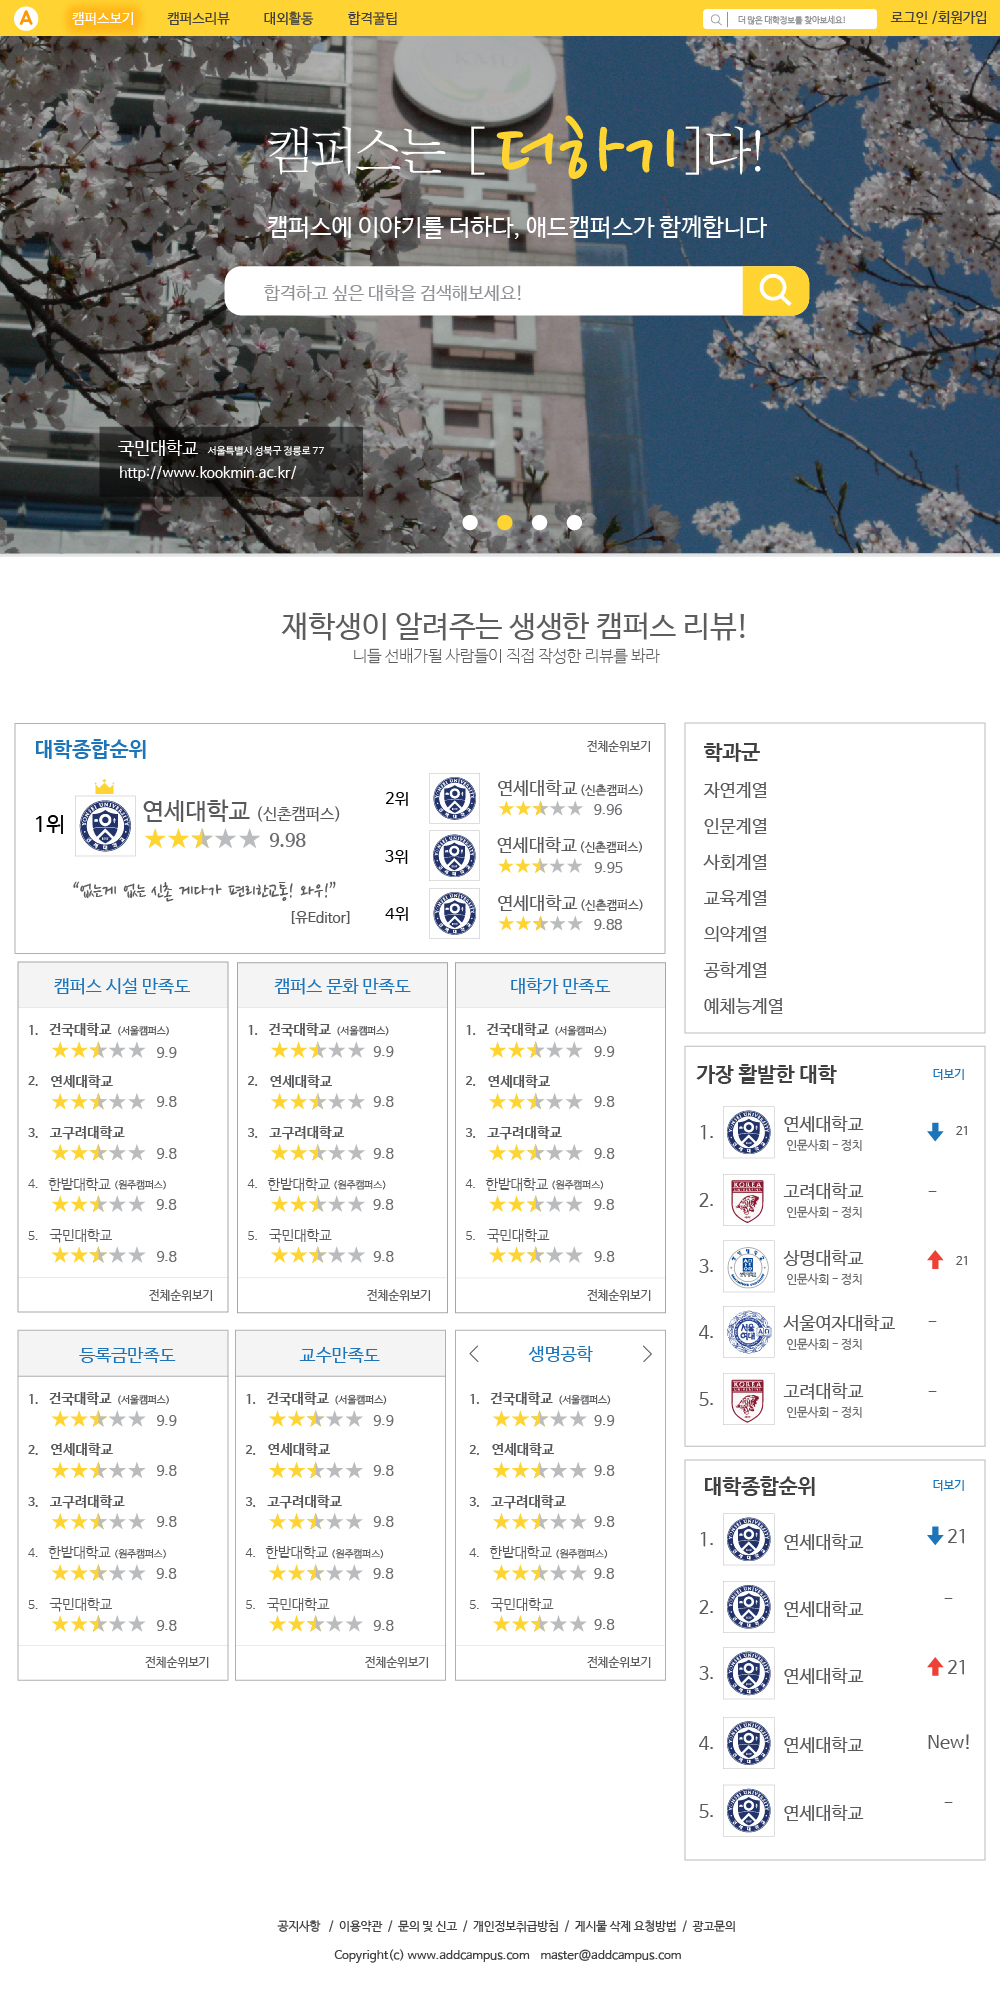 A 캠퍼스보기 캠퍼스리뷰 대외활동 합격꿀팁 더 많은 대학정보를 찾아보세요! 로그인 /회원가입
캠퍼스는 [더하기]다!
캠퍼스에 이야기를 더하다, 애드캠퍼스가 함께합니다
합격하고 싶은 대학을 검색해보세요!
국민대학교 서울특별시 성북구 정릉로 77
http://www.kookmin.ac.kr/
재학생이 알려주는 생생한 캠퍼스 리뷰!
니들 선배가될 사람들이 직접 작성한 리뷰를 봐라
대학종합순위 전체순위보기
1위 연세대학교 (신촌캠퍼스)
9.98
“없는게 없는 신촌 게다가 편리한교통! 와우!”
[유Editor]
2위 연세대학교 (신촌캠퍼스)
9.96
3위 연세대학교 (신촌캠퍼스)
9.95
4위 연세대학교 (신촌캠퍼스)
9.88
캠퍼스 시설 만족도
1. 건국대학교 (서울캠퍼스)
9.9
2. 연세대학교
9.8
3. 고구려대학교
9.8
4. 한밭대학교 (원주캠퍼스)
9.8
5. 국민대학교
9.8
전체순위보기
캠퍼스 문화 만족도
1. 건국대학교 (서울캠퍼스)
9.9
2. 연세대학교
9.8
3. 고구려대학교
9.8
4. 한밭대학교 (원주캠퍼스)
9.8
5. 국민대학교
9.8
전체순위보기
대학가 만족도
1. 건국대학교 (서울캠퍼스)
9.9
2. 연세대학교
9.8
3. 고구려대학교
9.8
4. 한밭대학교 (원주캠퍼스)
9.8
5. 국민대학교
9.8
전체순위보기
등록금만족도
1. 건국대학교 (서울캠퍼스)
9.9
2. 연세대학교
9.8
3. 고구려대학교
9.8
4. 한밭대학교 (원주캠퍼스)
9.8
5. 국민대학교
9.8
전체순위보기
교수만족도
1. 건국대학교 (서울캠퍼스)
9.9
2. 연세대학교
9.8
3. 고구려대학교
9.8
4. 한밭대학교 (원주캠퍼스)
9.8
5. 국민대학교
9.8
전체순위보기
생명공학
1. 건국대학교 (서울캠퍼스)
9.9
2. 연세대학교
9.8
3. 고구려대학교
9.8
4. 한밭대학교 (원주캠퍼스)
9.8
5. 국민대학교
9.8
전체순위보기
학과군
자연계열
인문계열
사회계열
교육계열
의약계열
공학계열
예체능계열
가장 활발한 대학 더보기
1. 연세대학교 21
인문사회 - 정치
2. KOREA 고려대학교 -
인문사회 - 정치
3. 상명대학교 21
인문사회 - 정치
4. 서울여대 서울여자대학교 -
인문사회 - 정치
5. KOREA 고려대학교 -
인문사회 - 정치
대학종합순위 더보기
1. 연세대학교 21
2. 연세대학교 -
3. 연세대학교 21
4. 연세대학교 New!
5. 연세대학교 -
공지사항 / 이용약관 / 문의 및 신고 / 개인정보취급방침 / 게시물 삭제 요청방법 / 광고문의
Copyright(c) www.addcampus.com master@addcampus.com